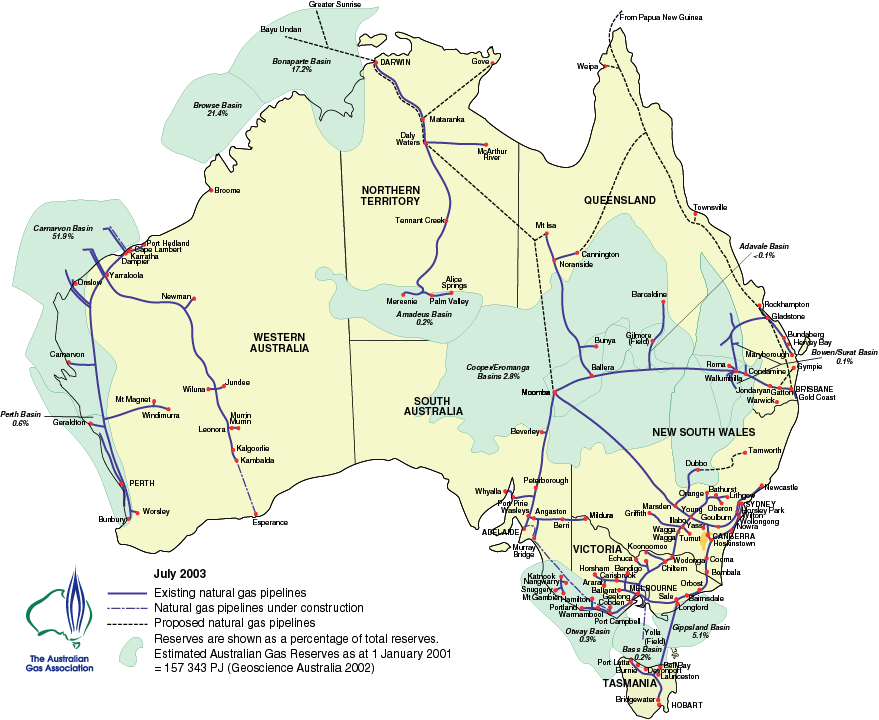 Greater Sunrise
Bayu Undan
From Papua New Guinea
Bonaparte Basin
17.2%
DARWIN
Gove
Weipa
Browse Basin
21.4%
Mataranka
Daly
Waters
McArthur
River
Broome
NORTHERN
TERRITORY
QUEENSLAND
Townsville
Tennant Creek
Mt Isa
Carnarvon Basin
51.9%
Port Hedland
Cape Lambert
Karratha
Dampier
Cannington
Noranside
Adavale Basin
<0.1%
Yarraloola
Onslow
Alice
Springs
Mereenie
Palm Valley
Newman
Barcaldine
Rockhampton
Gladstone
Amadeus Basin
0.2%
WESTERN
AUSTRALIA
Bunya
Gilmore
(Field)
Bundaberg
Hervey Bay
Maryborough
Bowen/Surat Basin
0.1%
Carnarvon
Cooper/Eromanga
Basins 2.8%
Ballera
Roma
Wallumbilla
Condamine
Gympie
Wiluna
Jundee
Moomba
Jondaryan
Gatton
BRISBANE
Gold Coast
Warwick
Mt Magnet
Windimurra
SOUTH
AUSTRALIA
Perth Basin
0.6%
Geraldton
Murrin
Murrin
Leonora
Beverley
NEW SOUTH WALES
Kalgoorlie
Kambalda
Tamworth
Dubbo
PERTH
Peterborough
Whyalla
Port Pirie
Wasleys
Angaston
Berri
Mildura
Orange
Bathurst
Lithgow
Oberon
Newcastle
Marsden
Griffith
Young
SYDNEY
Horsley Park
Wilton
Wollongong
Worsley
Bunbury
Esperance
ADELAIDE
Murray
Bridge
Illabo
Goulburn
Nowra
Wagga
Wagga
Yass
Tumut
CANBERRA
Hoskinstown
VICTORIA
Koonoomoo
Echuca
Wodonga
Chiltern
Cooma
Bombala
Horsham
Bendigo
Carisbrook
Ararat
Ballarat
MELBOURNE
Orbost
Sale
Bairnsdale
Longford
Katnook
Nangwarry
Snuggery
Mt Gambier
Hamilton
Geelong
Cobden
Portland
Warrnambool
Port Campbell
Otway Basin
0.3%
Yolla
(Field)
Gippsland Basin
5.1%
Bass Basin
0.2%
Port Latta
Burnie
Devonport
Bell Bay
Launceston
TASMANIA
Bridgewater
HOBART
July 2003
Existing natural gas pipelines
Natural gas pipelines under construction
Proposed natural gas pipelines
Reserves are shown as a percentage of total reserves.
Estimated Australian Gas Reserves as at 1 January 2001
= 157 343 PJ (Geoscience Australia 2002)
The Australian
Gas Association